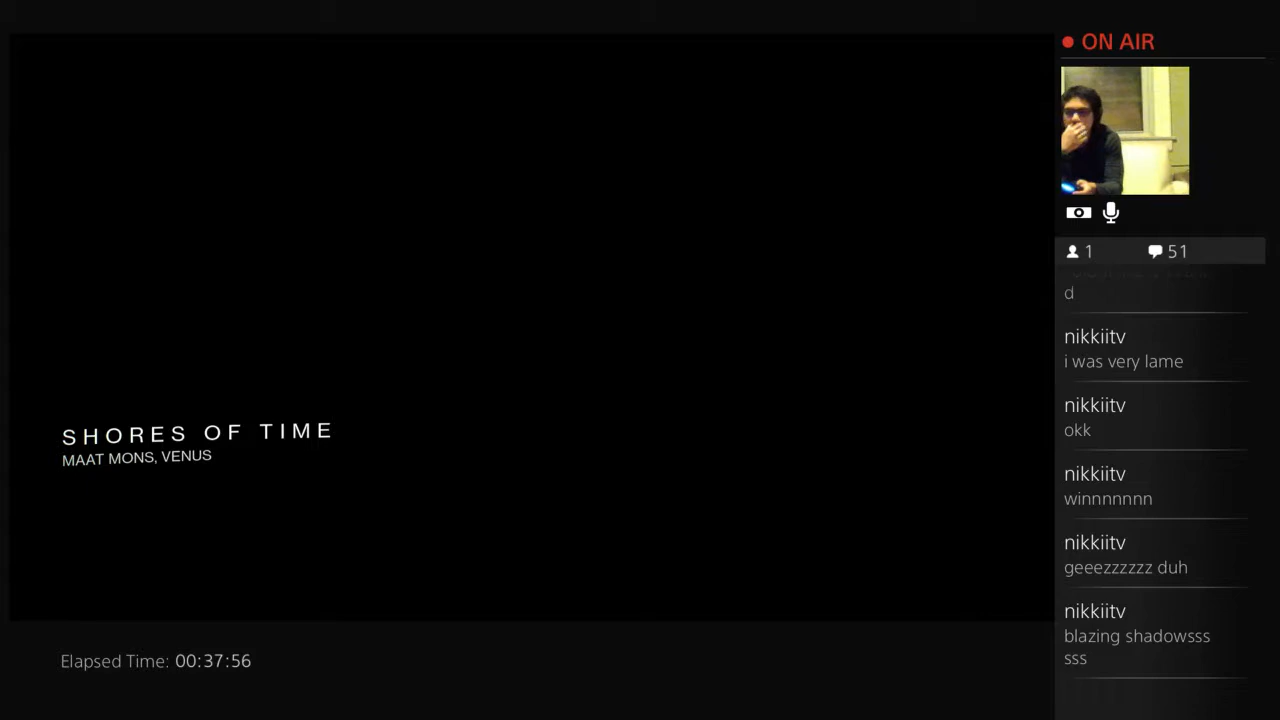 ON AIR
1
51
d
nikkiitv
i was very lame
nikkiitv
okk
nikkiitv
winnnnnnn
nikkiitv
geeezzzzzz duh
nikkiitv
blazing shadowsss
sss
SHORES OF TIME
MAAT MONS, VENUS
Elapsed Time: 00:37:56